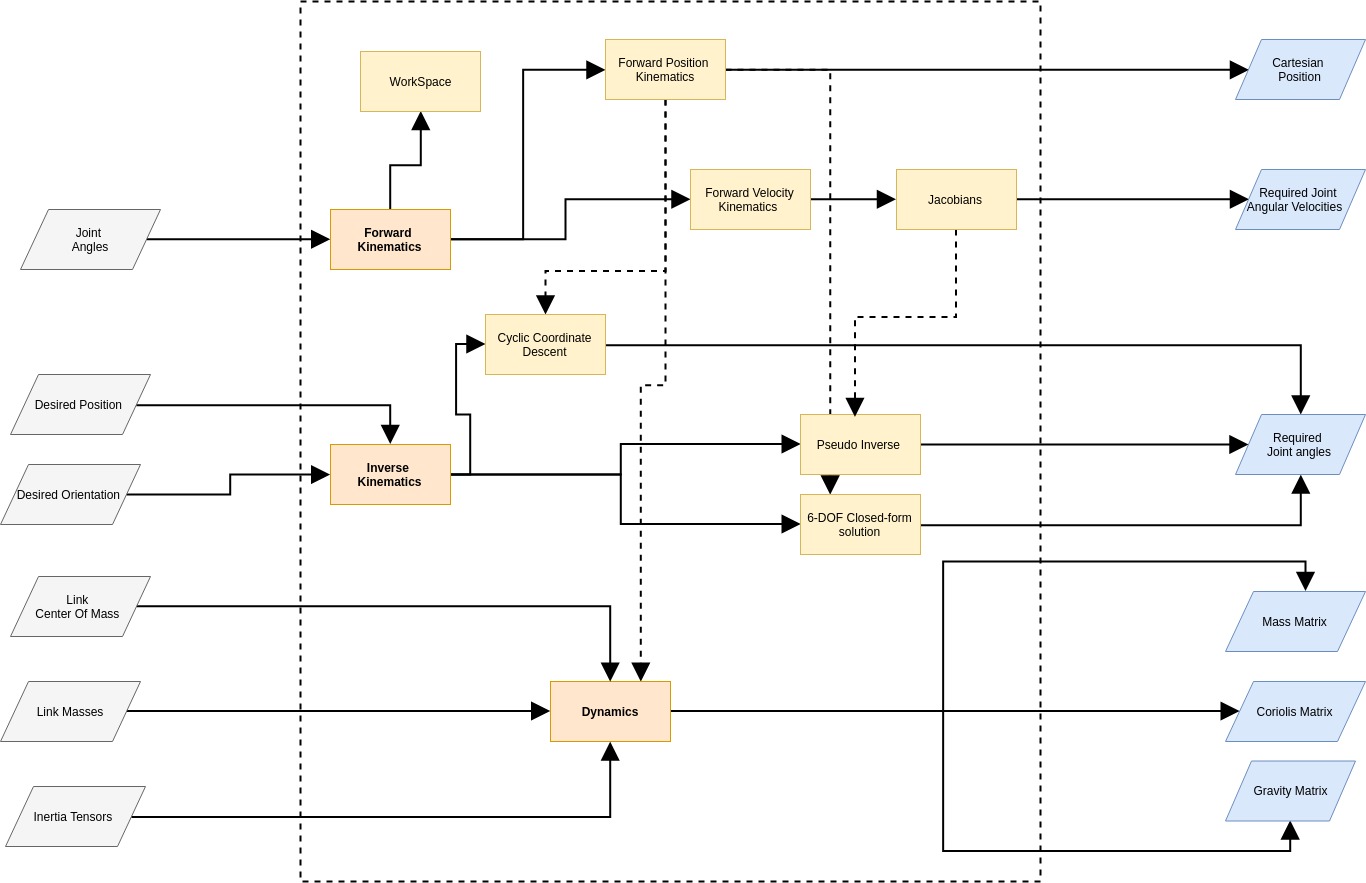 WorkSpace
Forward Position
Kinematics
Cartesian
Position
Forward Velocity
Kinematics
Jacobians
Required Joint
Angular Velocities
Joint
Angles
Forward
Kinematics
Cyclic Coordinate
Descent
Desired Position
Inverse
Kinematics
Pseudo Inverse
Required
Joint angles
Desired Orientation
6-DOF Closed-form
solution
Link
Center Of Mass
Mass Matrix
Link Masses
Dynamics
Coriolis Matrix
Gravity Matrix
Inertia Tensors